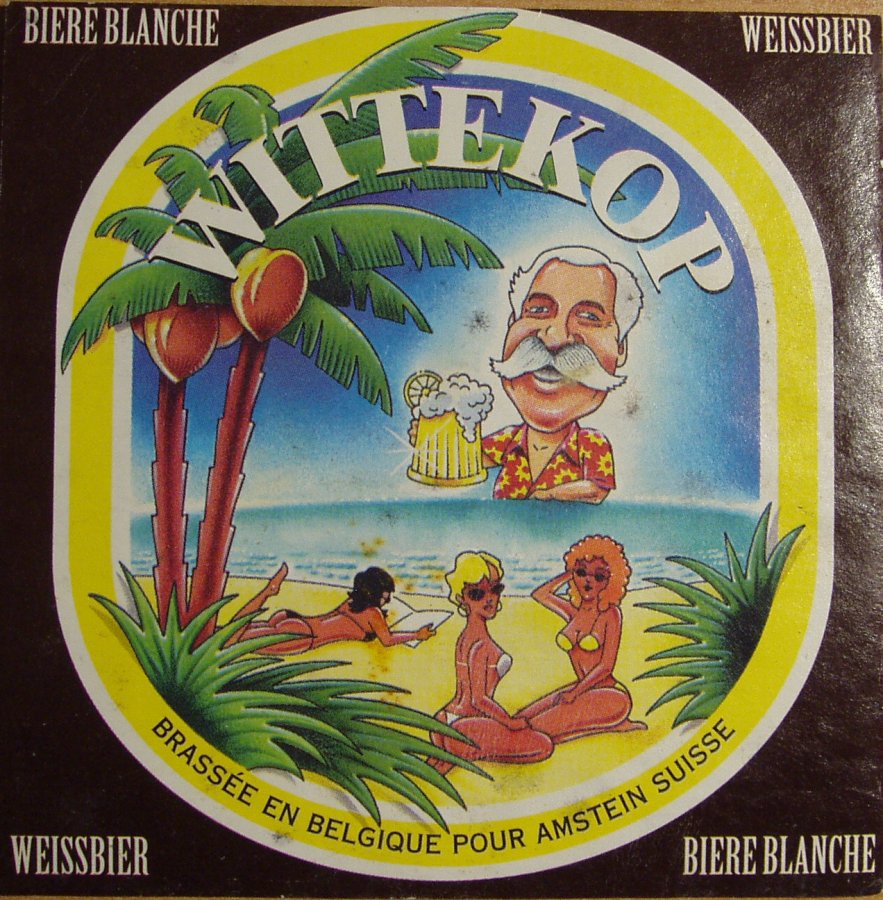 BIERE BLANCHE
WEISSBIER
WITTEKOP
BRASSÉE EN BELGIQUE POUR AMSTEIN SUISSE
WEISSBIER
BIERE BLANCHE